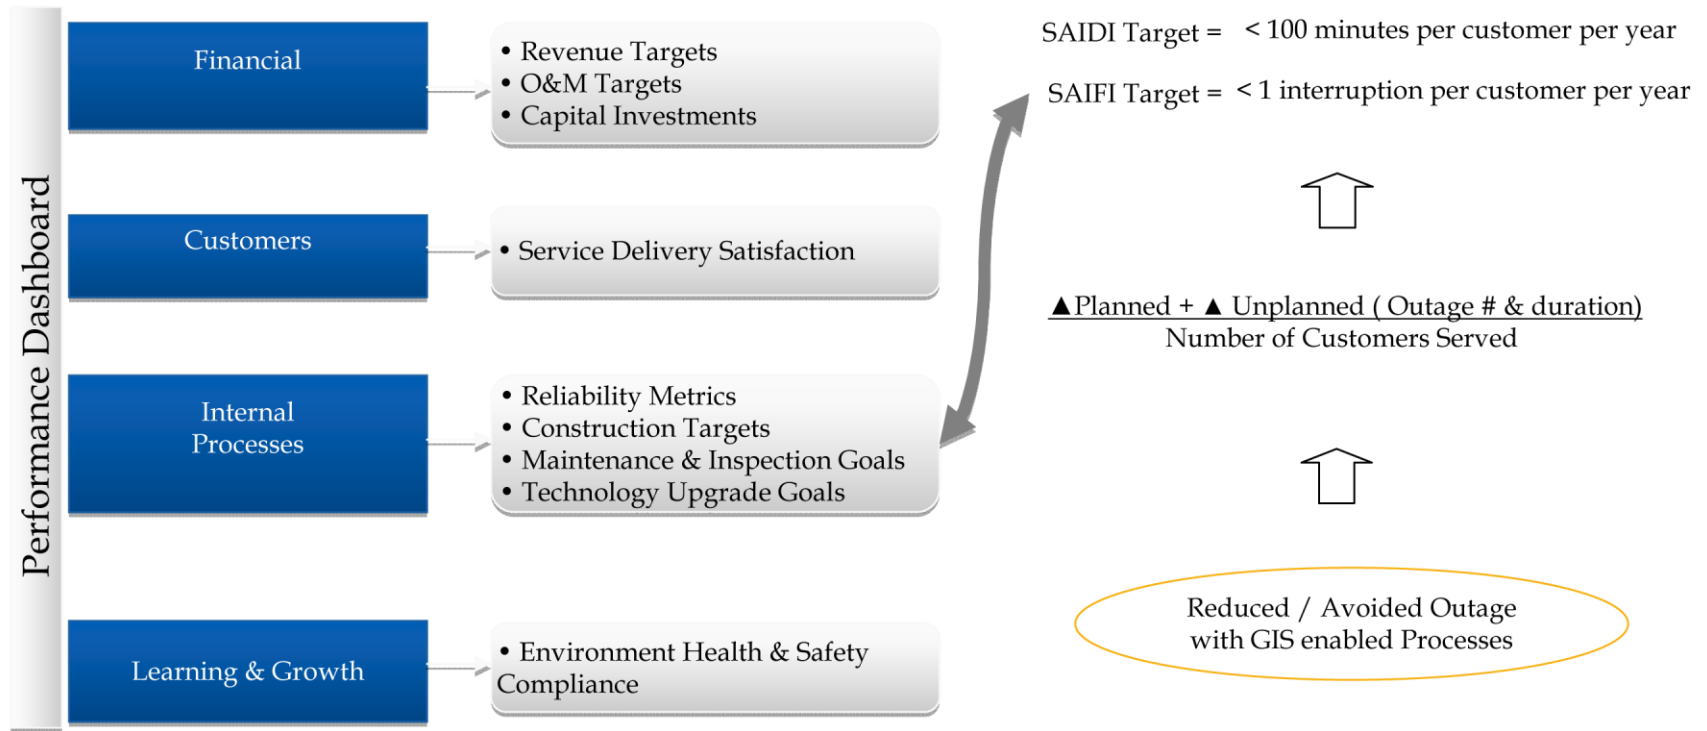 Performance Dashboard
Financial
• Revenue Targets
• O&M Targets
• Capital Investments
Customers
• Service Delivery Satisfaction
Internal
Processes
• Reliability Metrics
• Construction Targets
• Maintenance & Inspection Goals
• Technology Upgrade Goals
Learning & Growth
• Environment Health & Safety
Compliance
SAIDI Target = < 100 minutes per customer per year
SAIFI Target = < 1 interruption per customer per year
▲Planned + ▲ Unplanned ( Outage # & duration)
Number of Customers Served
Reduced / Avoided Outage
with GIS enabled Processes